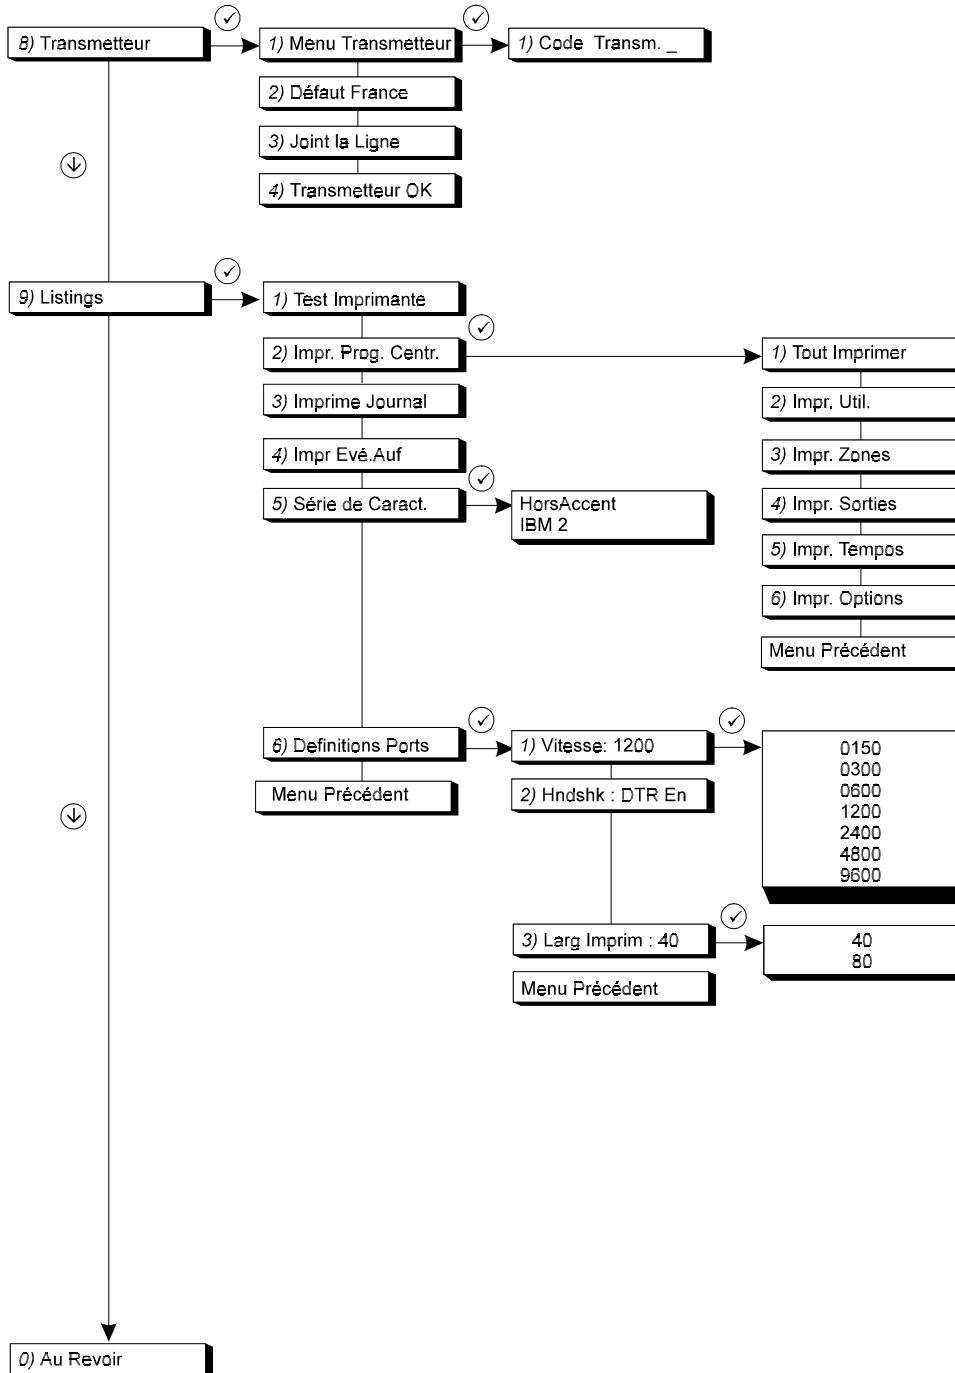 8) Transmetteur
1) Menu Transmetteur
1) Code Transm. _
2) Défaut France
3) Joint la Ligne
4) Transmetteur OK
9) Listings
1) Test Imprimante
2) Impr. Prog. Centr.
1) Tout Imprimer
2) Impr. Util.
3) Impr. Zones
4) Impr. Sorties
5) Impr. Tempos
6) Impr. Options
Menu Précédent
3) Imprime Journal
4) Impr Evé.Auf
5) Série de Caract.
HorsAccent
IBM 2
6) Definitions Ports
1) Vitesse: 1200
0150
0300
0600
1200
2400
4800
9600
2) Hndshk : DTR En
3) Larg Imprim : 40
40
80
Menu Précédent
Menu Précédent
0) Au Revoir